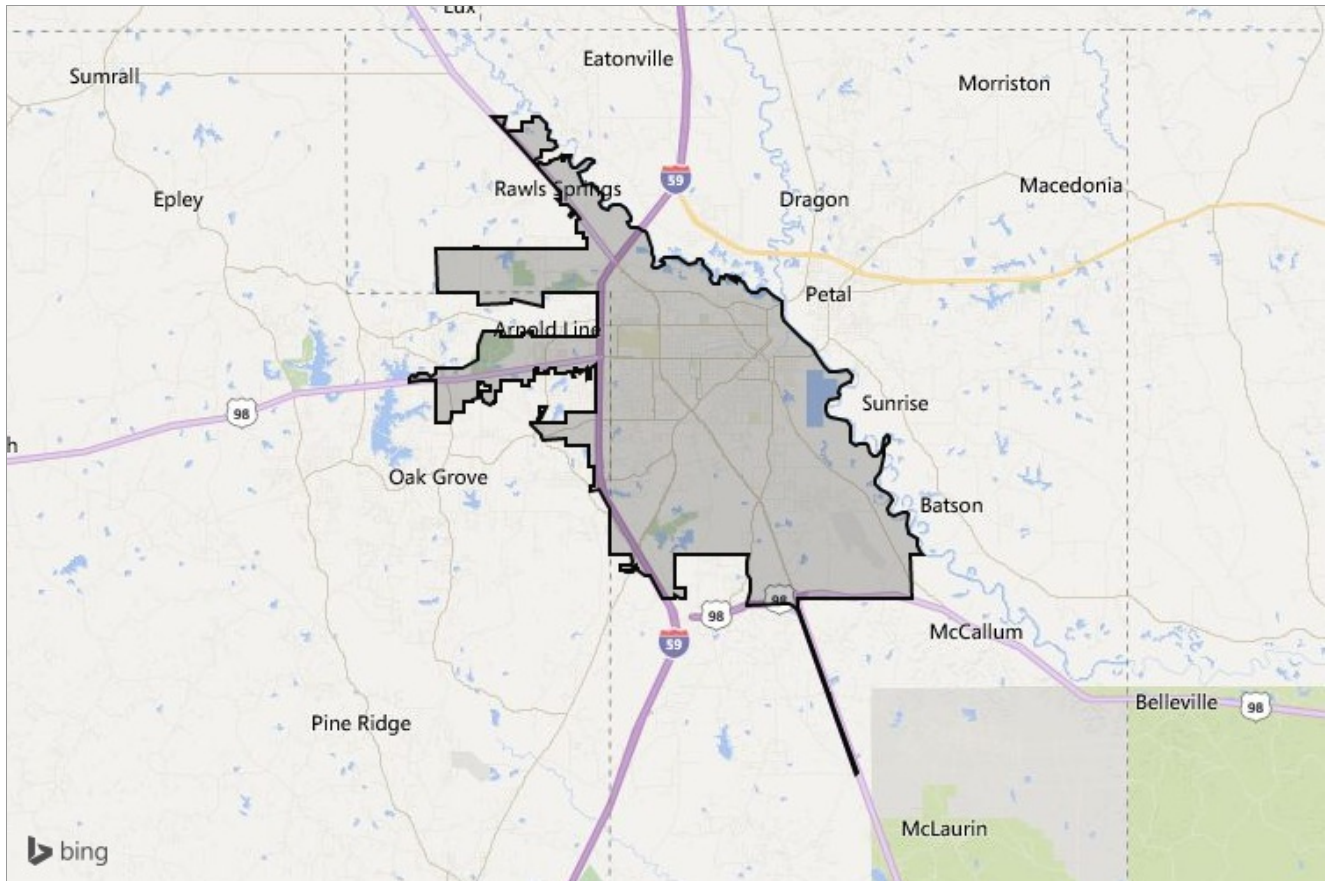 Lux
Eatonville
Sumrall
Morriston
59
Rawls Springs
Epley
Dragon
Macedonia
Petal
Arnold Line
98
Sunrise
h
Oak Grove
Batson
98
98
McCallum
59
Belleville
98
Pine Ridge
McLaurin
bing